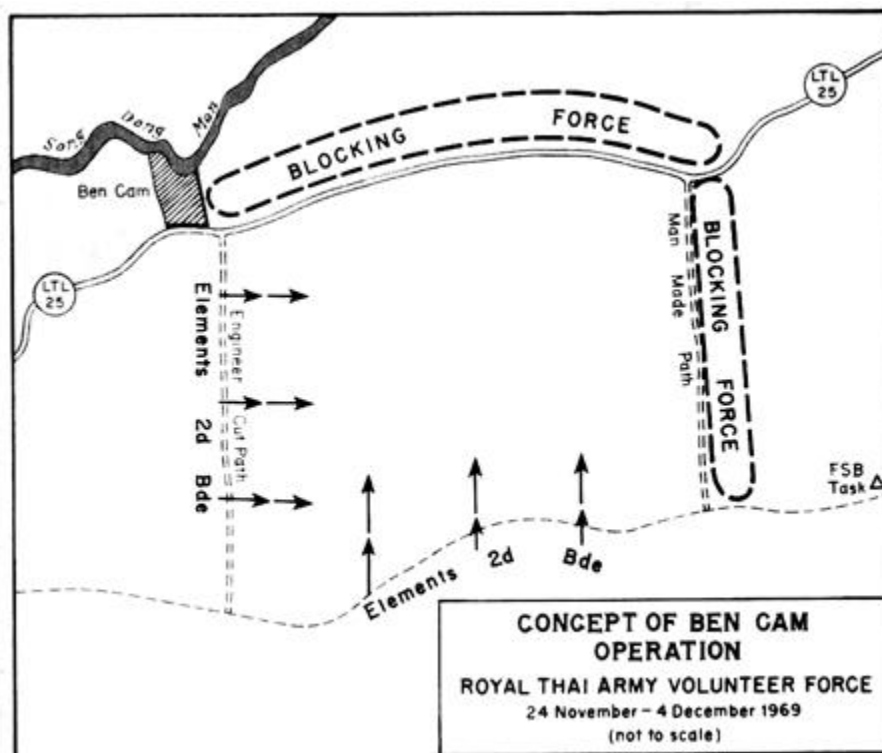 LTL
25
Song Dong Man
BLOCKING FORCE
Ben Cam
Man Made Path
BLOCKING FORCE
LTL
25
Elements 2d Bde
Engineer Cut Path
FSB
Task
Elements 2d Bde
CONCEPT OF BEN CAM
OPERATION
ROYAL THAI ARMY VOLUNTEER FORCE
24 November – 4 December 1969
(not to scale)